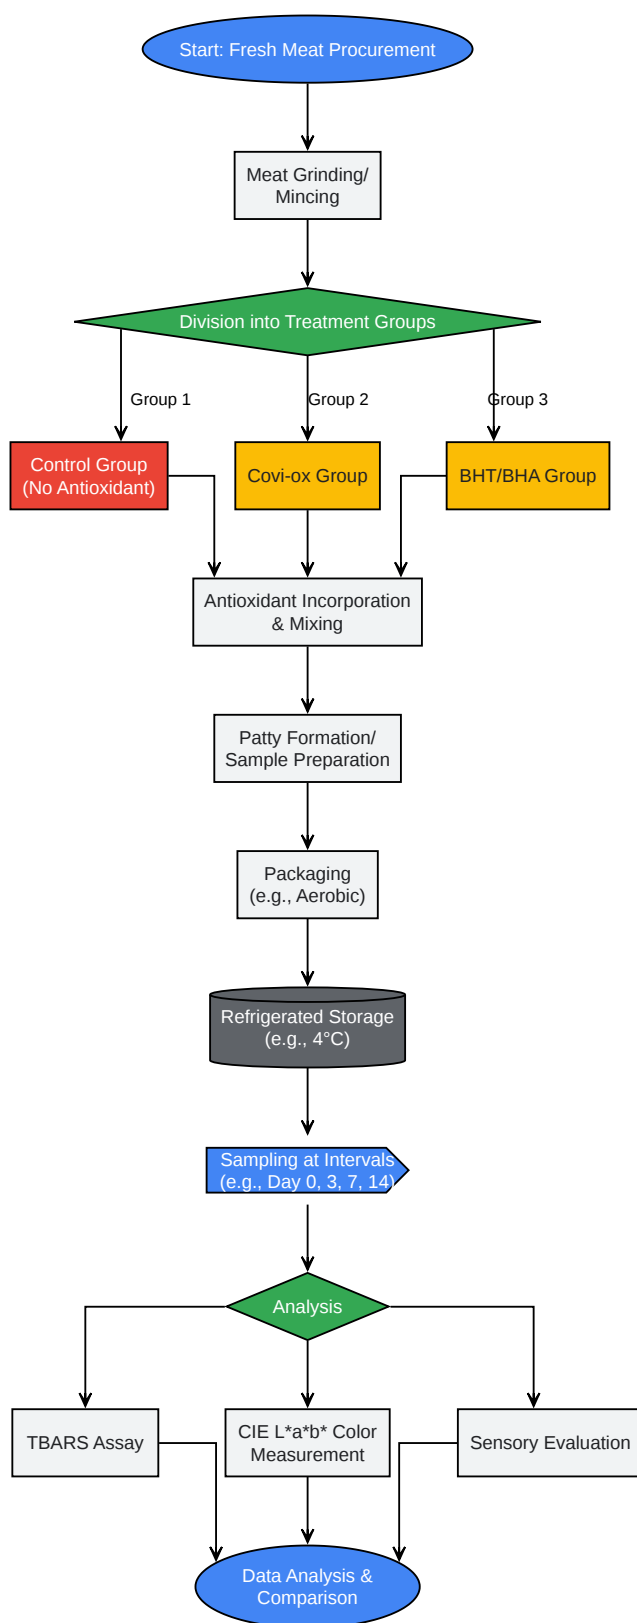 Start: Fresh Meat Procurement
Meat Grinding/
Mincing
Division into Treatment Groups
Group 1
Group 2
Group 3
Control Group
(No Antioxidant)
Covi-ox Group
BHT/BHA Group
Antioxidant Incorporation
& Mixing
Patty Formation/
Sample Preparation
Packaging
(e.g., Aerobic)
Refrigerated Storage
(e.g., 4°C)
Sampling at Intervals
(e.g., Day 0, 3, 7, 14)
Analysis
TBARS Assay
CIE L*a*b* Color
Measurement
Sensory Evaluation
Data Analysis &
Comparison